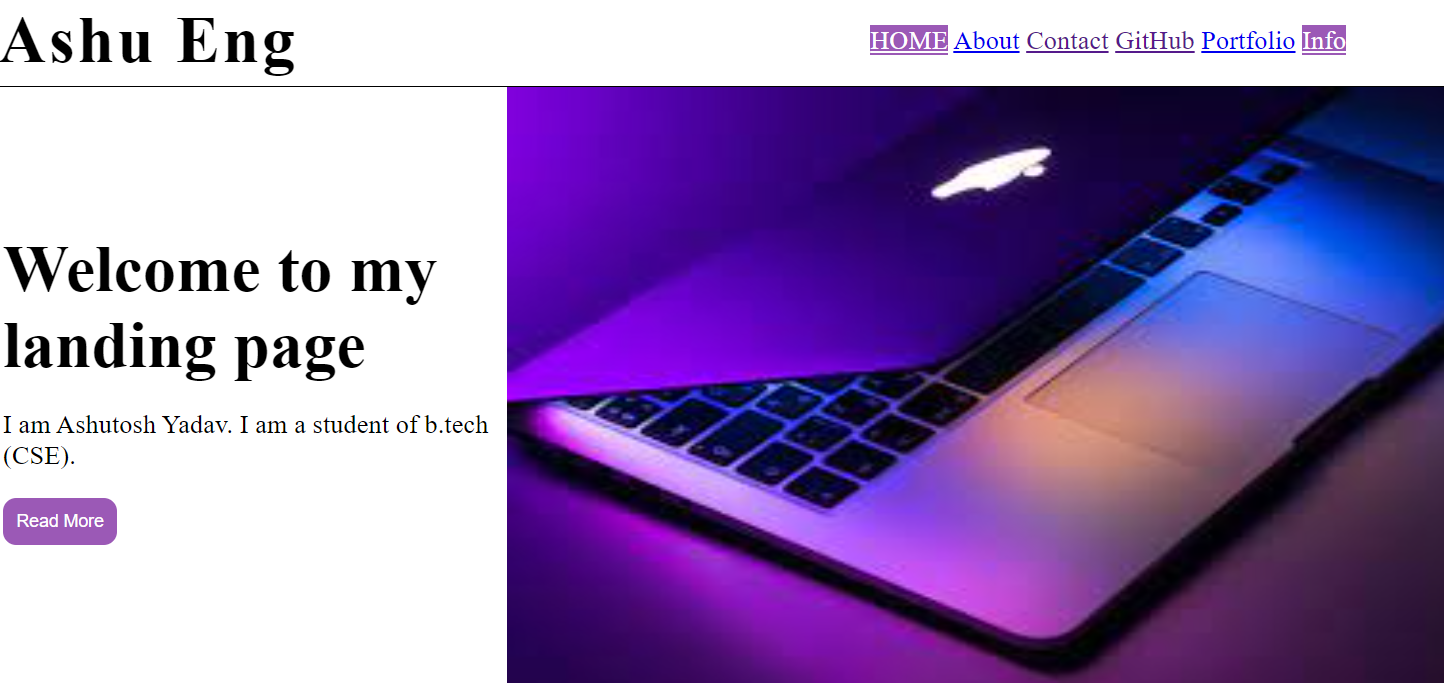 Ashu Eng
HOME About Contact GitHub Portfolio Info
Welcome to my
landing page
I am Ashutosh Yadav. I am a student of b.tech
(CSE).
Read More